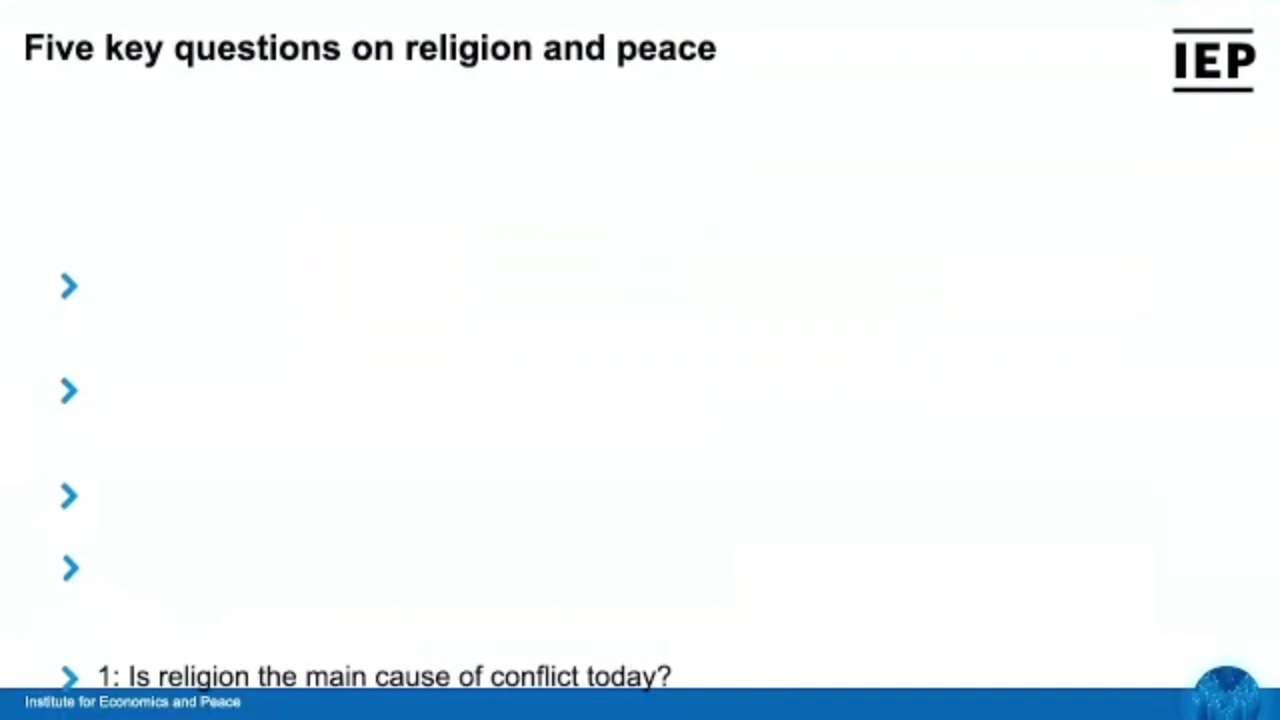 Five key questions on religion and peace
IEP
1: Is religion the main cause of conflict today?
Institute for Economics and Peace